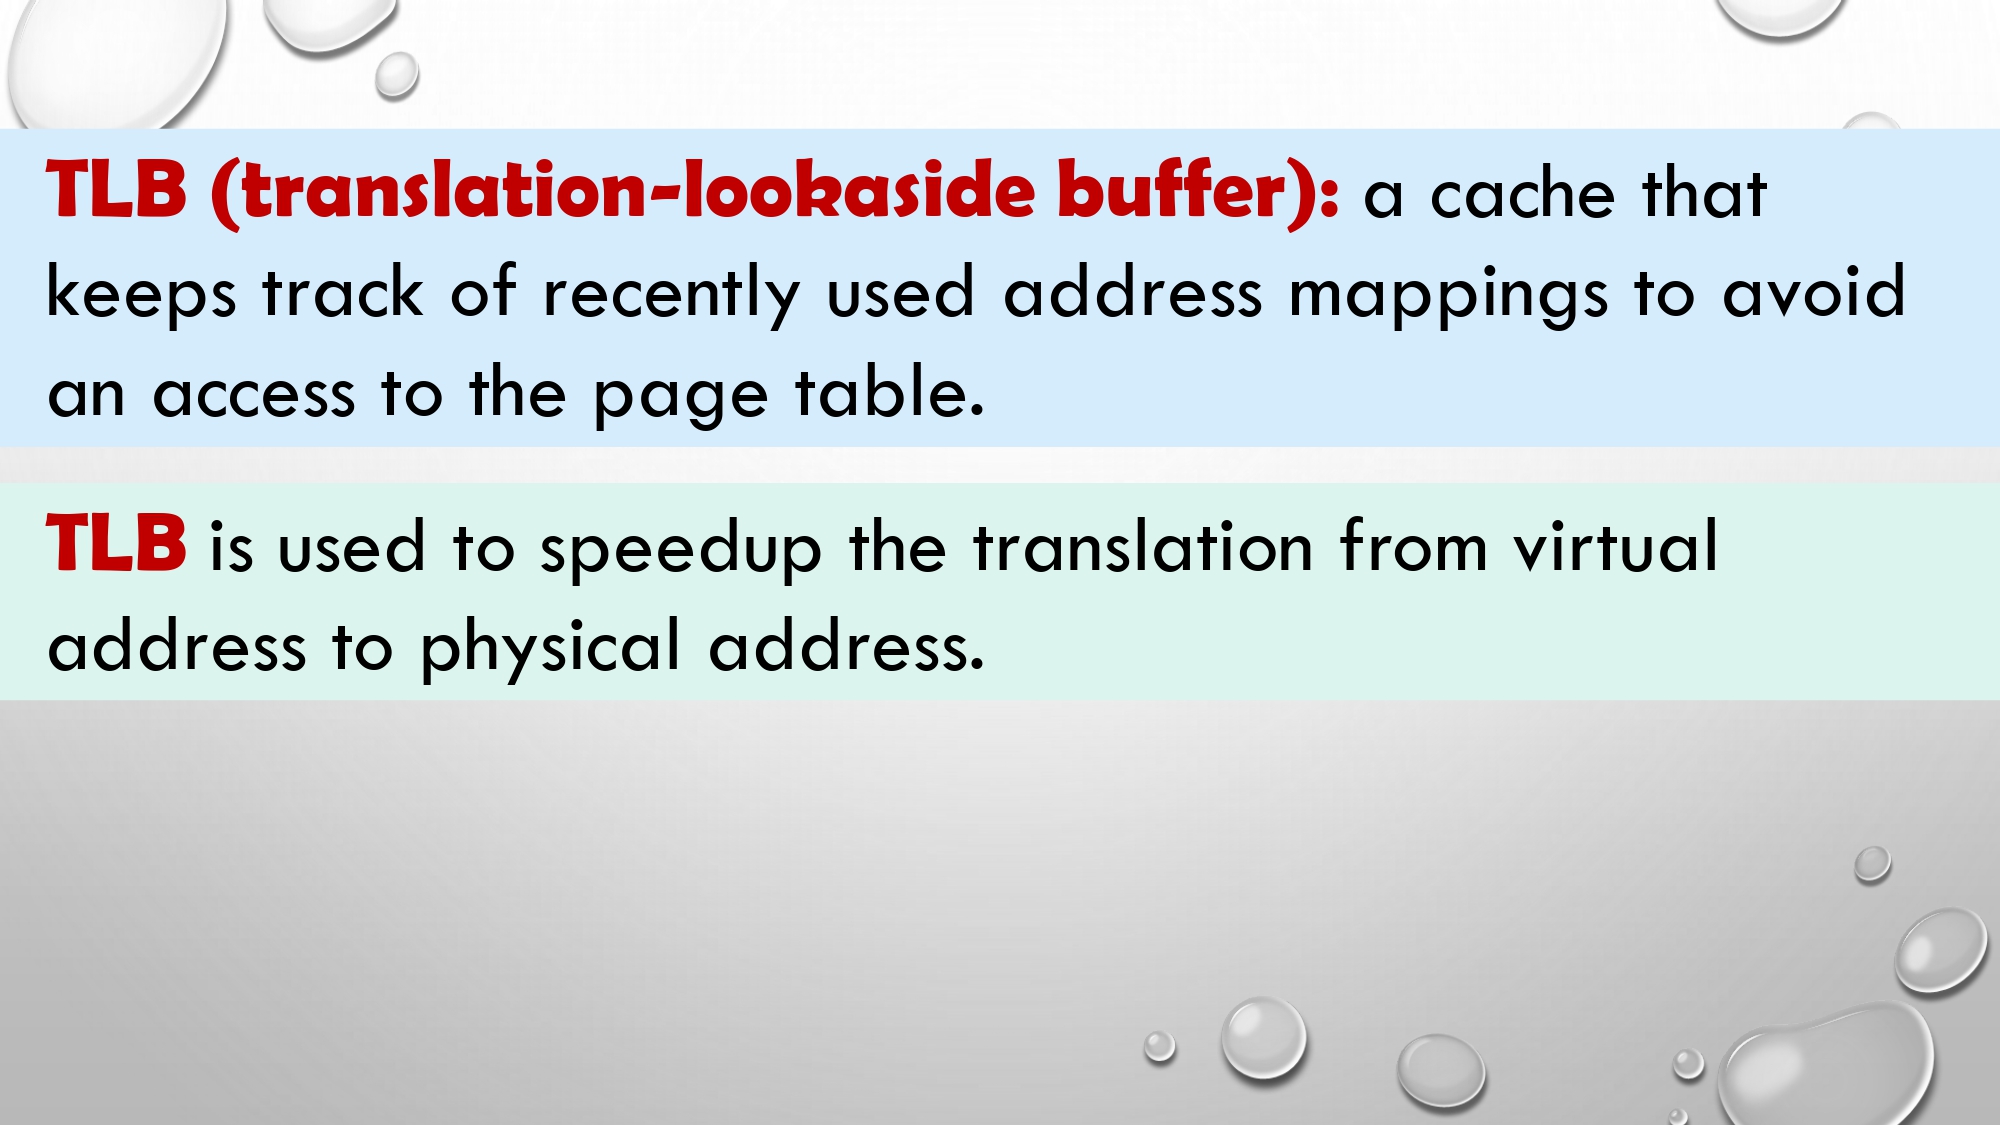 TLB (translation-lookaside buffer): a cache that
keeps track of recently used address mappings to avoid
an access to the page table.
TLB is used to speedup the translation from virtual
address to physical address.